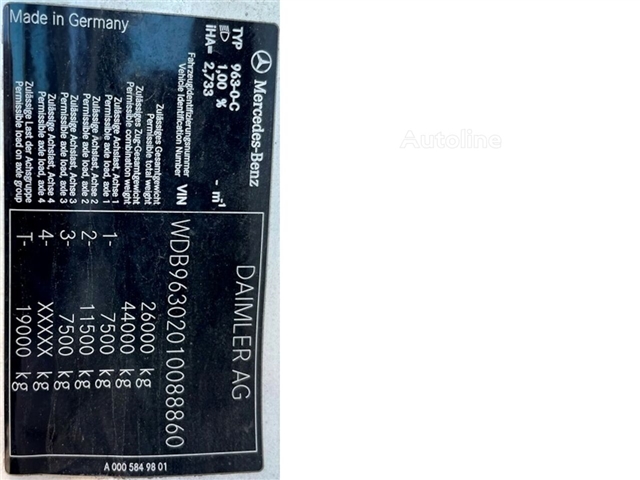 Made in Germany
Mercedes-Benz
TYP 963-0-C
1,00 % - m-1
iHA= 2,733
Fahrzeugidentifizierungsnummer
Vehicle Identification Number VIN
DAIMLER AG
WDB96302010088860
Zulässiges Gesamtgewicht
Permissible total weight 26000 kg
Zulässiges Zug-Gesamtgewicht
Permissible combination weight 44000 kg
Zulässige Achslast, Achse 1
Permissible axle load, axle 1 1- 7500 kg
Zulässige Achslast, Achse 2
Permissible axle load, axle 2 2- 11500 kg
Zulässige Achslast, Achse 3
Permissible axle load, axle 3 3- 7500 kg
Zulässige Achslast, Achse 4
Permissible axle load, axle 4 4- XXXXX kg
Zulässige Last der Achsgruppe
Permissible load on axle group T- 19000 kg
A 000 584 98 01
Autoline